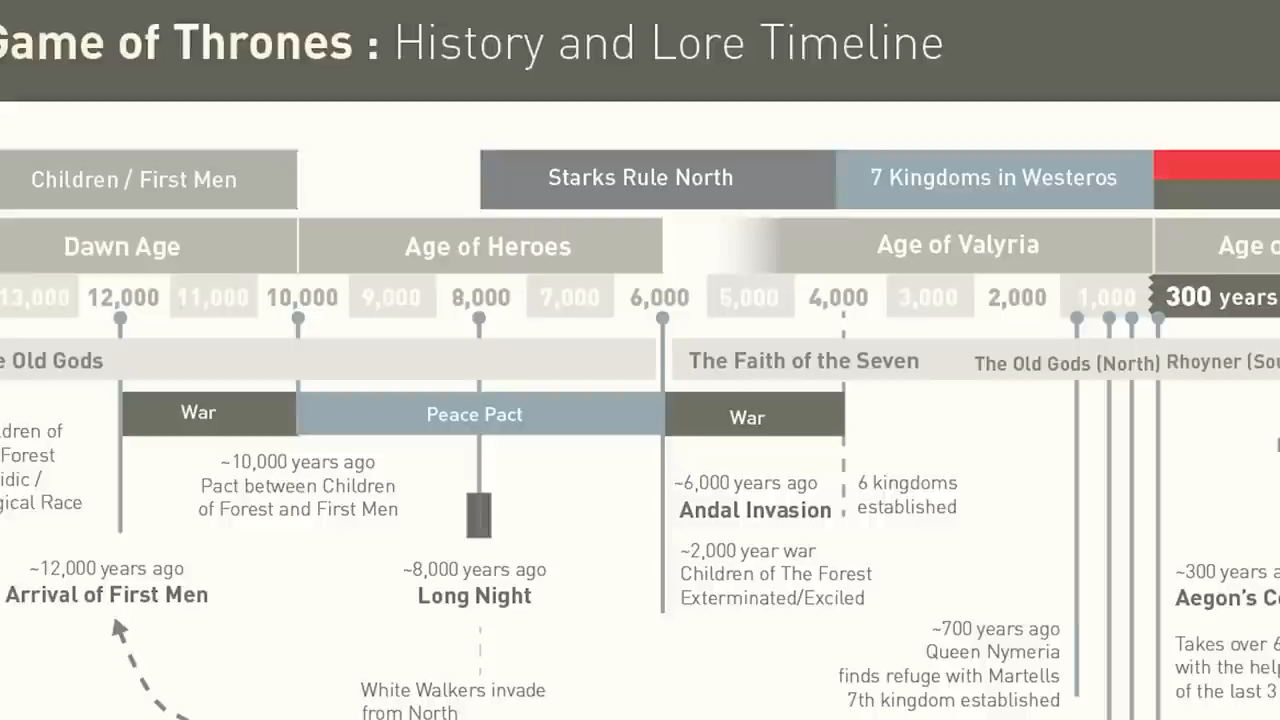 Game of Thrones : History and Lore Timeline
Children / First Men
Starks Rule North
7 Kingdoms in Westeros
Dawn Age
Age of Heroes
Age of Valyria
Age
13,000 12,000 11,000 10,000 9,000 8,000 7,000 6,000 5,000 4,000 3,000 2,000 1,000 300 years
Old Gods
The Faith of the Seven
The Old Gods (North)
Rhoyner
War
Peace Pact
War
Forest
~10,000 years ago
Pact between Children
of Forest and First Men
~12,000 years ago
Arrival of First Men
~8,000 years ago
Long Night
White Walkers invade
from North
~6,000 years ago
Andal Invasion
~2,000 year war
Children of The Forest
Exterminated/Exciled
6 kingdoms
established
~700 years ago
Queen Nymeria
finds refuge with Martells
7th kingdom established
~300 years
Aegon's
Takes over 6
with the help
of the last 3